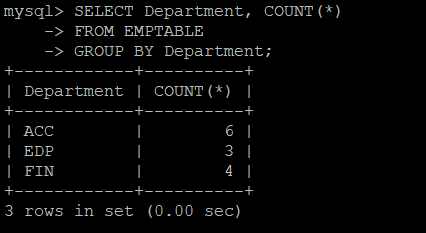 mysql> SELECT Department, COUNT(*)
    -> FROM EMPTABLE
    -> GROUP BY Department;
+------------+----------+
| Department | COUNT(*) |
+------------+----------+
| ACC        |        6 |
| EDP        |        3 |
| FIN        |        4 |
+------------+----------+
3 rows in set (0.00 sec)